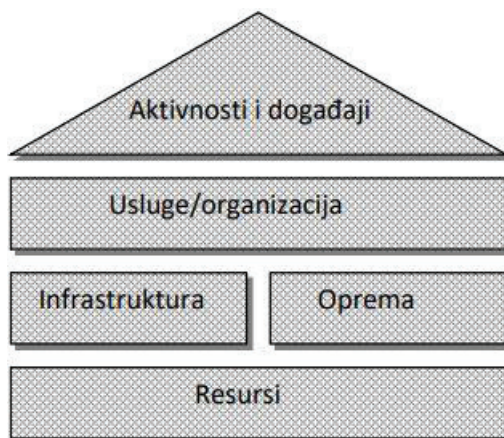 Aktivnosti i događaji
Usluge/organizacija
Infrastruktura
Oprema
Resursi